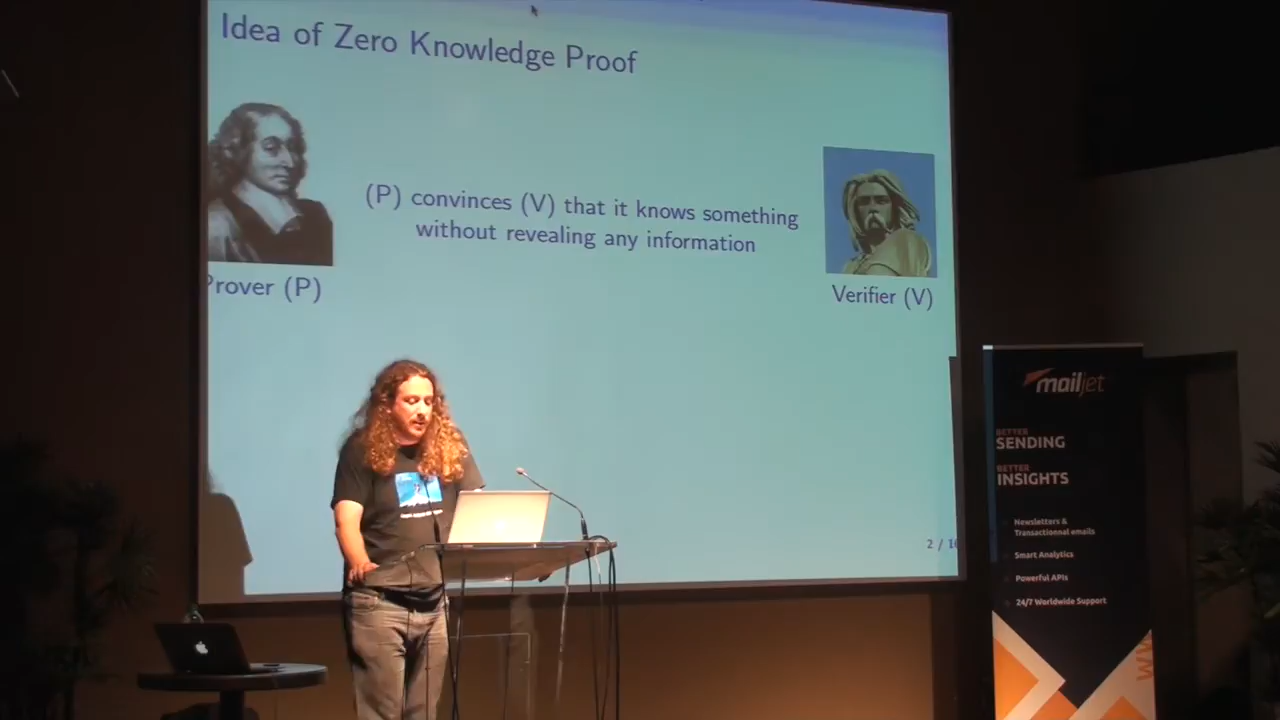 Idea of Zero Knowledge Proof
(P) convinces (V) that it knows something
without revealing any information
Prover (P)
Verifier (V)
2 / 1
mailjet
BETTER
SENDING
BETTER
INSIGHTS
Newsletters &
Transactionnal emails
Smart Analytics
Powerful APIs
24/7 Worldwide Support